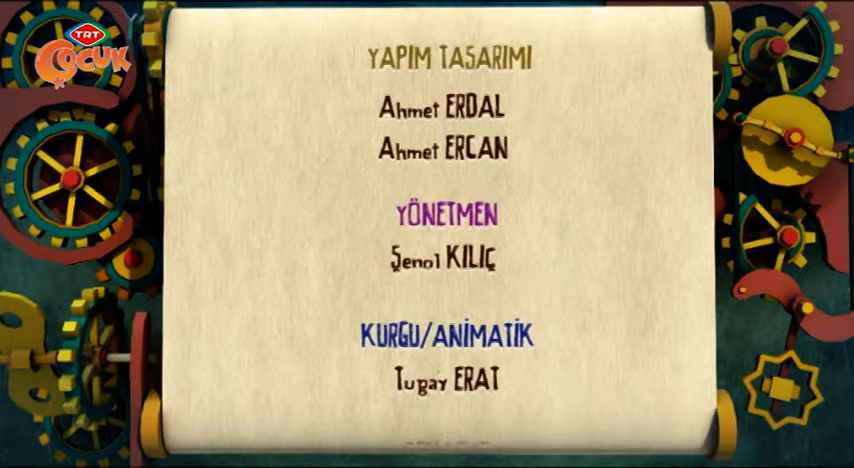 TRT
ÇOCUK
YAPIM TASARIMI
Ahmet ERDAL
Ahmet ERCAN
YÖNETMEN
Şenol KILIÇ
KURGU/ANİMATİK
Tugay ERAT